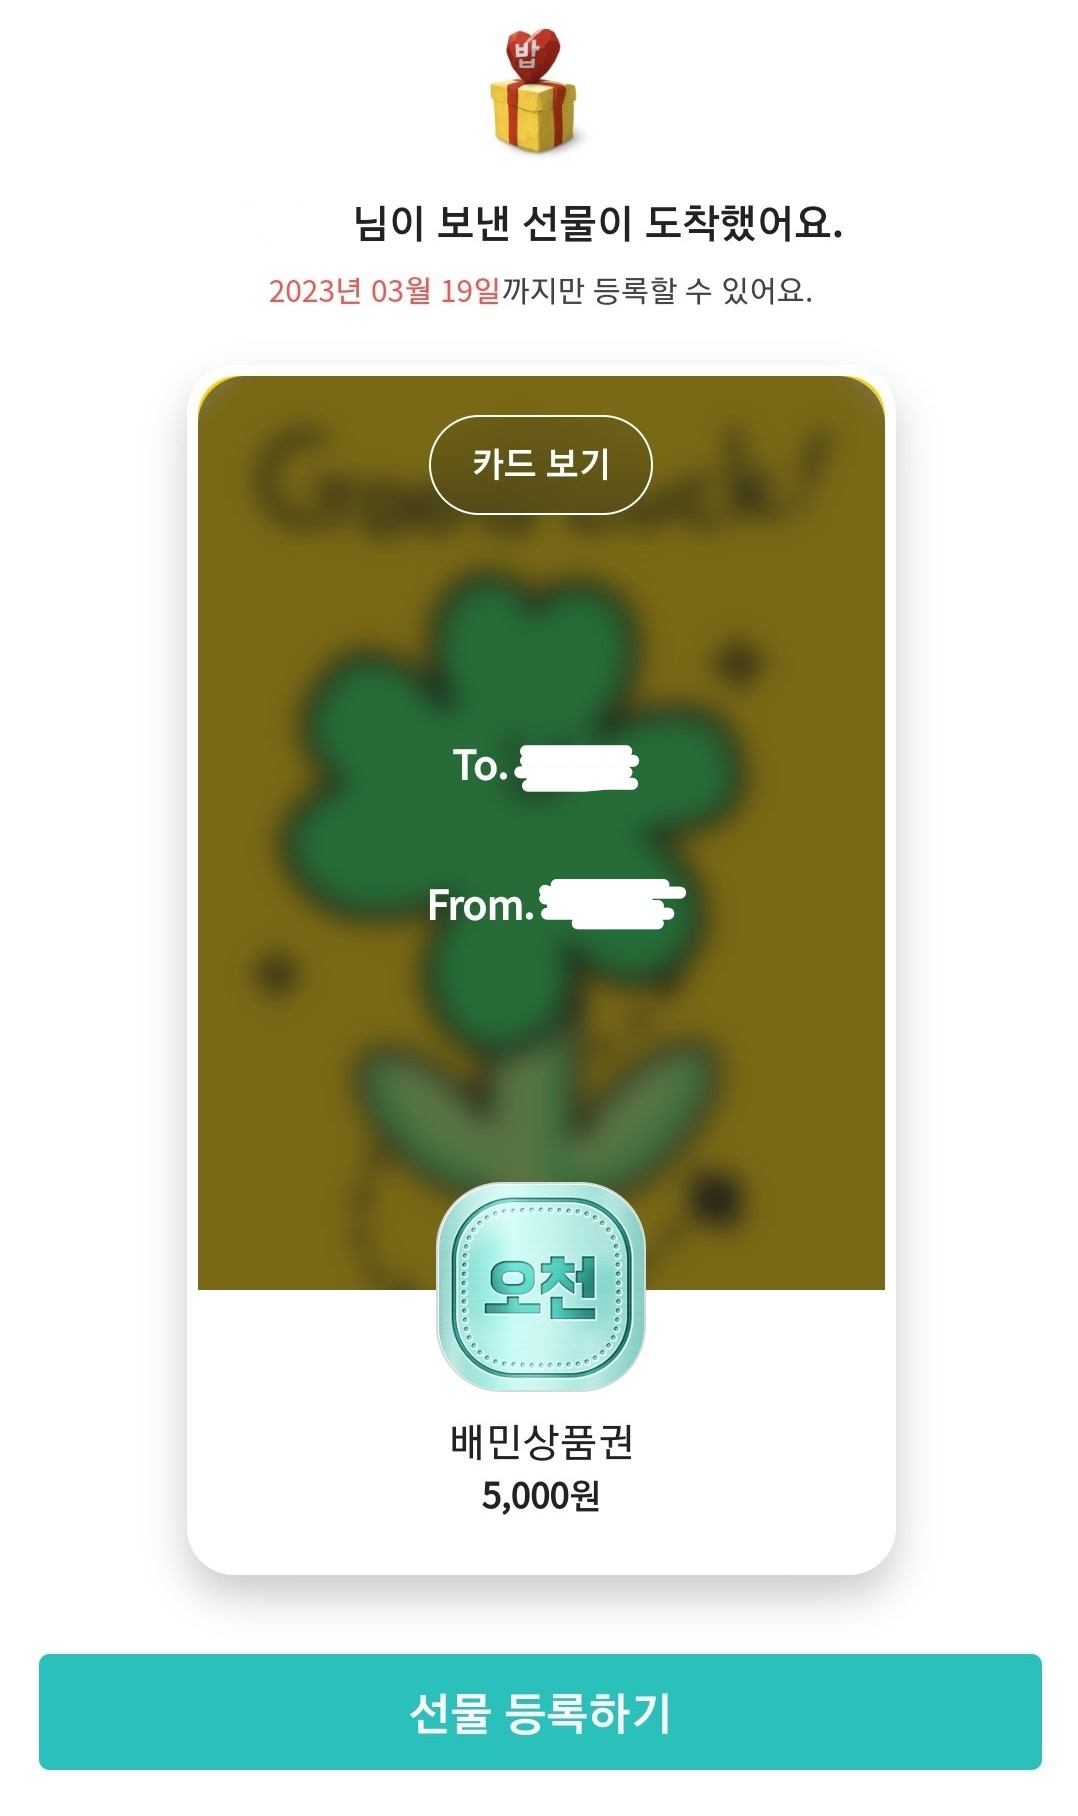 밥
님이 보낸 선물이 도착했어요.
2023년 03월 19일까지만 등록할 수 있어요.
카드 보기
To.
From.
오천
배민상품권
5,000원
선물 등록하기